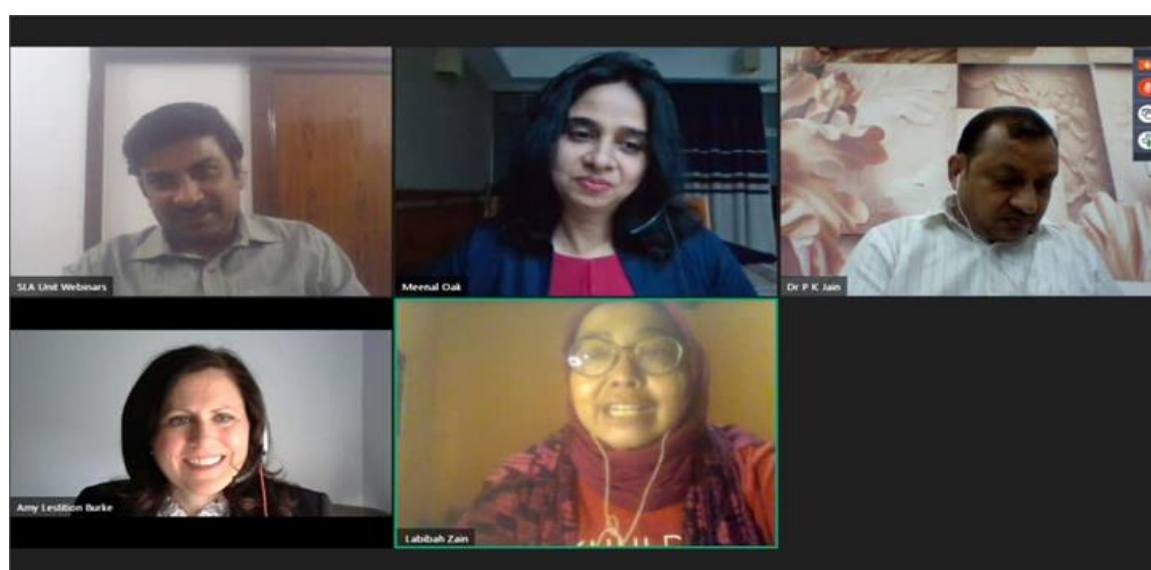 SLA Unit Webinars
Meenal Oak
Dr P K Jain
Amy Lestition Burke
Labibah Zain